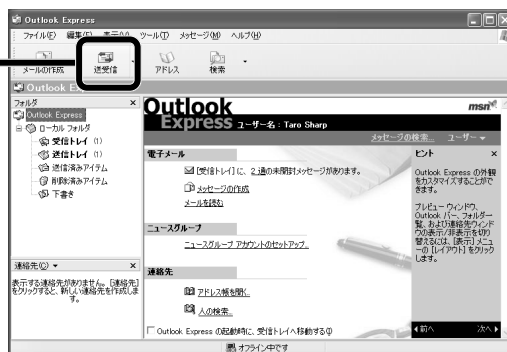 Outlook Express
ファイル(F) 編集(E) 表示(V) ツール(T) メッセージ(M) ヘルプ(H)
メールの作成 送受信 アドレス 検索
Outlook Ex
フォルダ ×
Outlook Express
ローカル フォルダ
受信トレイ (1)
送信トレイ (1)
送信済みアイテム
削除済みアイテム
下書き
連絡先(C) ▼ ×
表示する連絡先がありません。[連絡先]
をクリックすると、新しい連絡先を作成しま
す。
Outlook
Express ユーザー名 : Taro Sharp
msn
メッセージの検索... ユーザー ▼
電子メール
[受信トレイ] に、2 通の未開封メッセージがあります。
メッセージの作成
メールを読む
ニュースグループ
ニュースグループ アカウントのセットアップ...
連絡先
アドレス帳を開く...
人の検索...
Outlook Express の起動時に、受信トレイへ移動する
ヒント ×
Outlook Express の外観
をカスタマイズすることがで
きます。
プレビュー ウィンドウ、
Outlook バー、フォルダ一
覧、および連絡先ウィンド
ウの表示/非表示を切り
替えるには、[表示] メニュ
ーの [レイアウト] をクリック
します。
前へ 次へ
オフライン中です